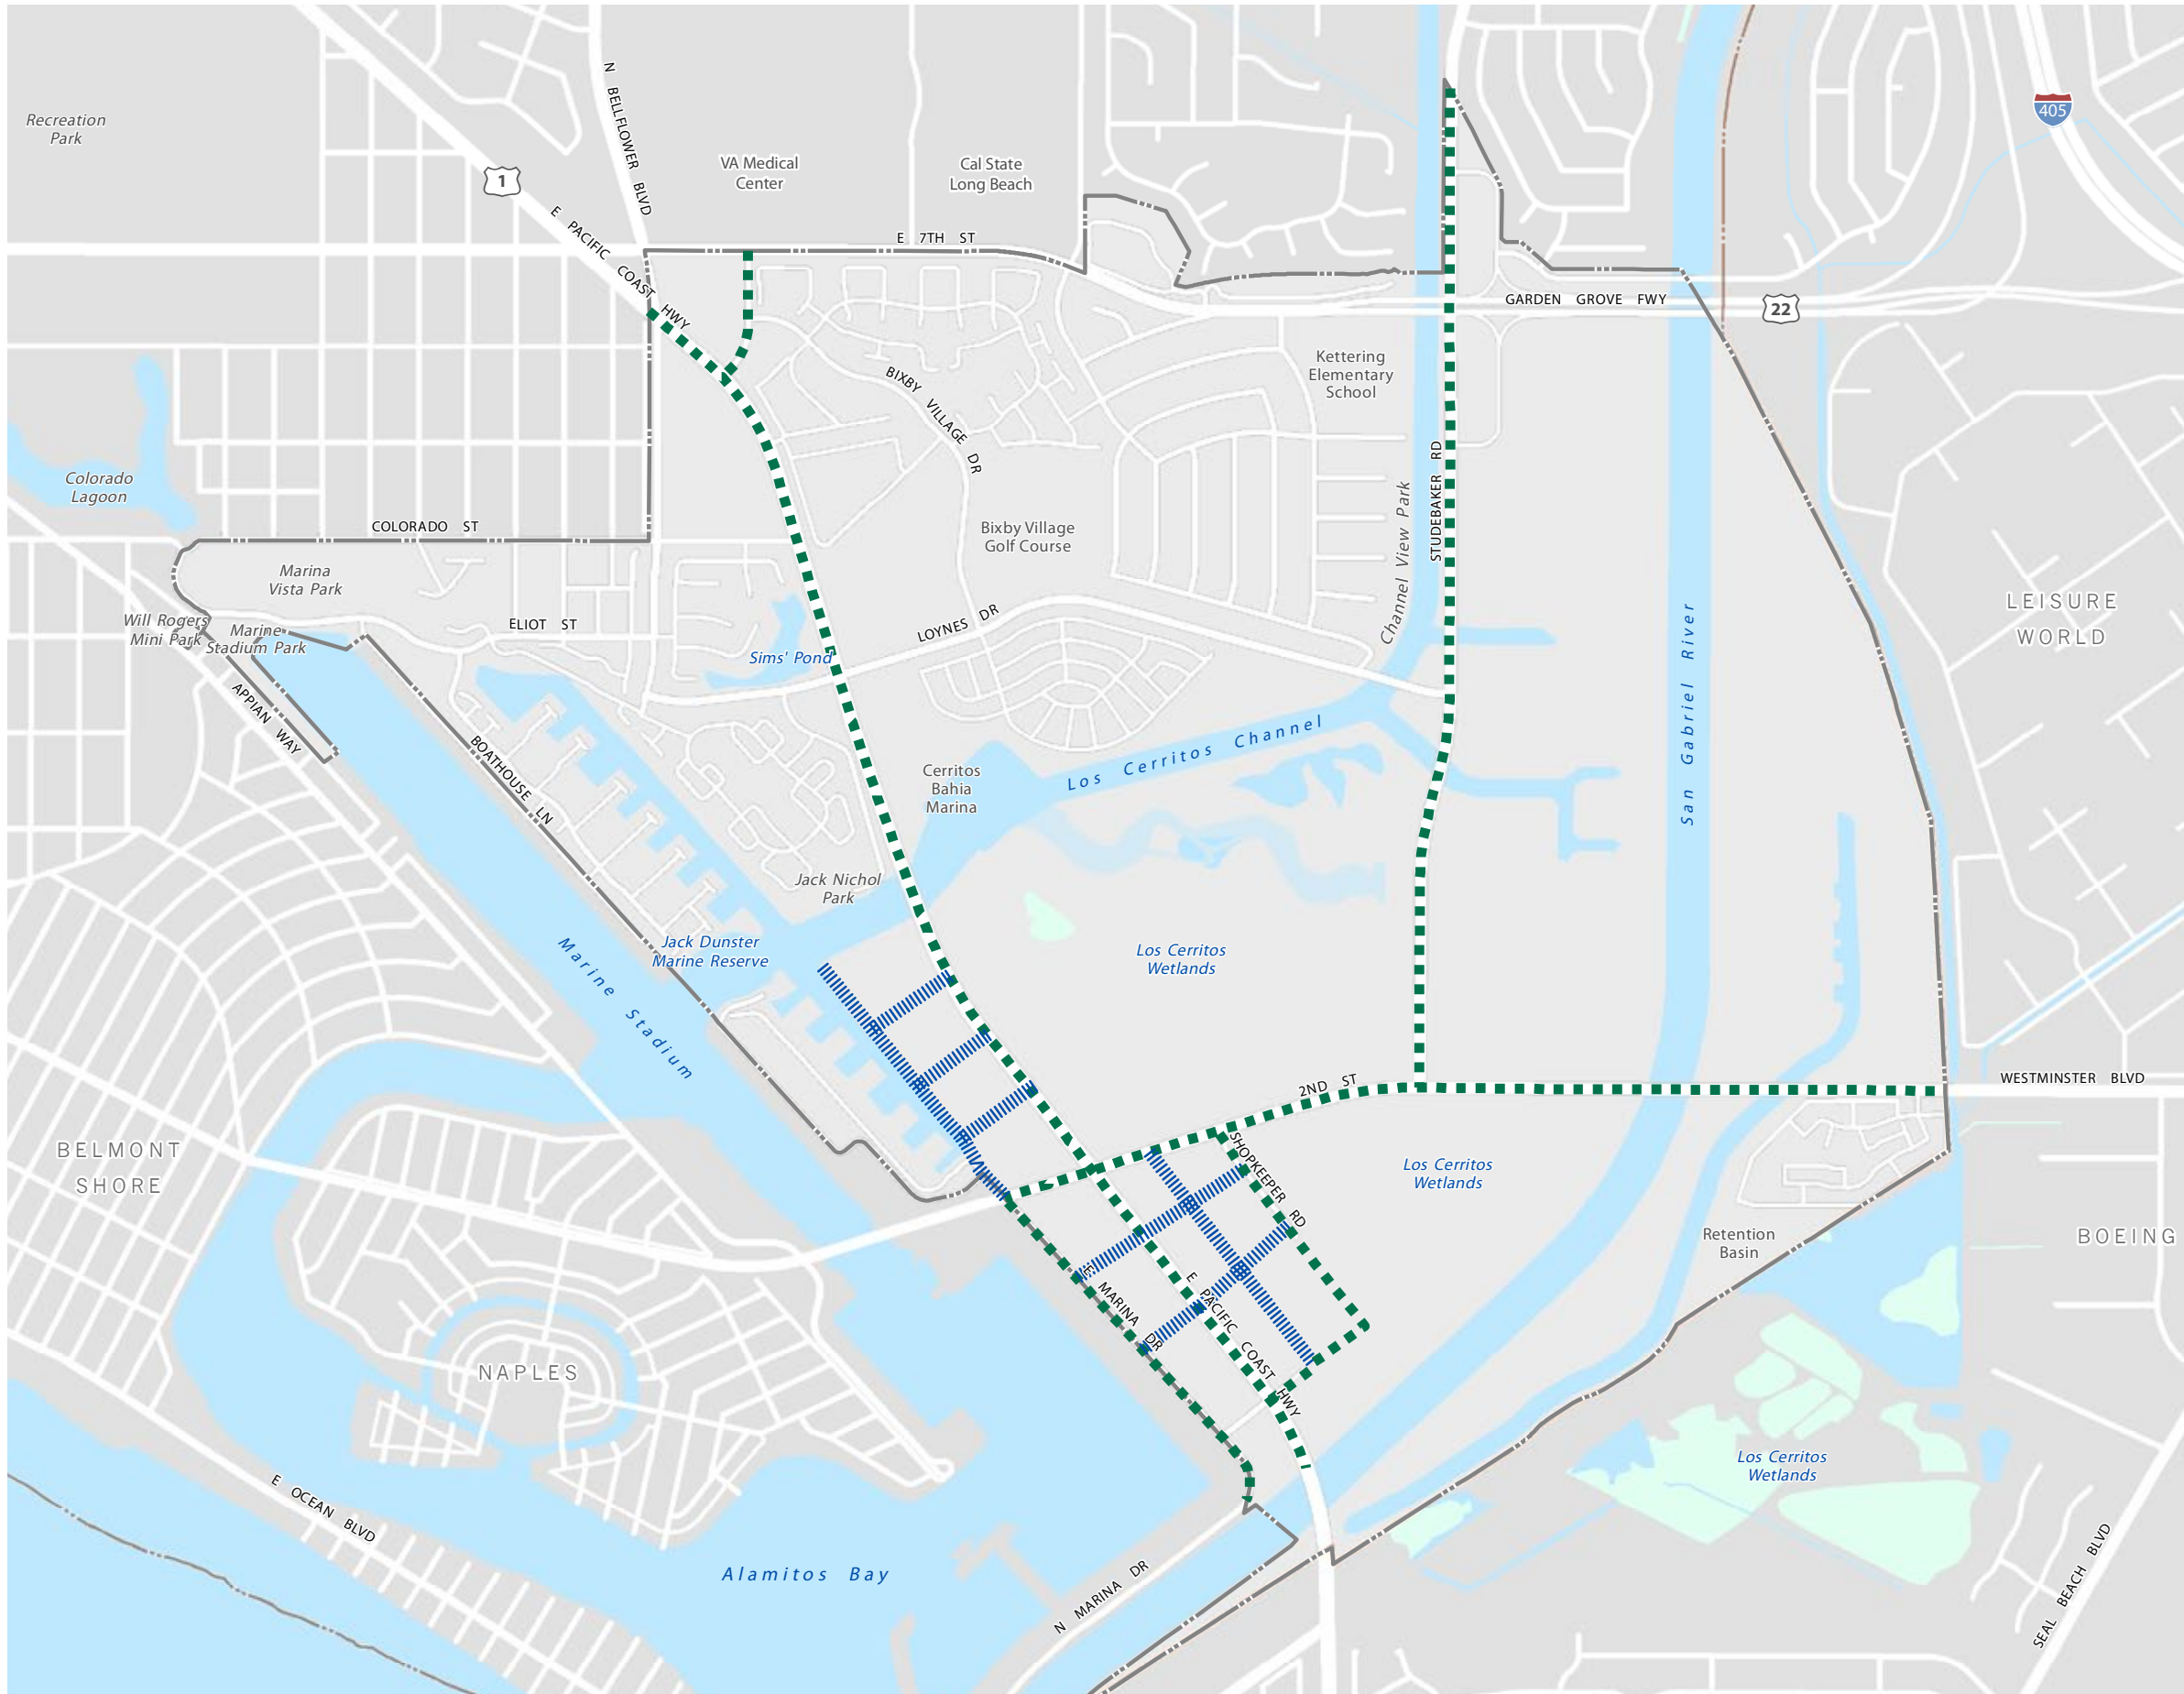 405
Recreation
Park
N BELLFLOWER BLVD
VA Medical
Center
Cal State
Long Beach
1
E PACIFIC COAST HWY
E 7TH ST
GARDEN GROVE FWY
22
Kettering
Elementary
School
BIXBY VILLAGE DR
STUDEBAKER RD
Colorado
Lagoon
COLORADO ST
Bixby Village
Golf Course
Channel View Park
Marina
Vista Park
LEISURE
WORLD
Will Rogers
Mini Park
Marine
Stadium Park
ELIOT ST
LOYNES DR
Sims' Pond
San Gabriel River
APPIAN WAY
BOATHOUSE LN
Los Cerritos Channel
Cerritos
Bahia
Marina
Jack Nichol
Park
Jack Dunster
Marine Reserve
Los Cerritos
Wetlands
Marine Stadium
2ND ST
WESTMINSTER BLVD
BELMONT
SHORE
SHOPKEEPER RD
Los Cerritos
Wetlands
Retention
Basin
BOEING
E MARINA DR
E PACIFIC COAST HWY
NAPLES
Los Cerritos
Wetlands
E OCEAN BLVD
Alamitos Bay
N MARINA DR
SEAL BEACH BLVD